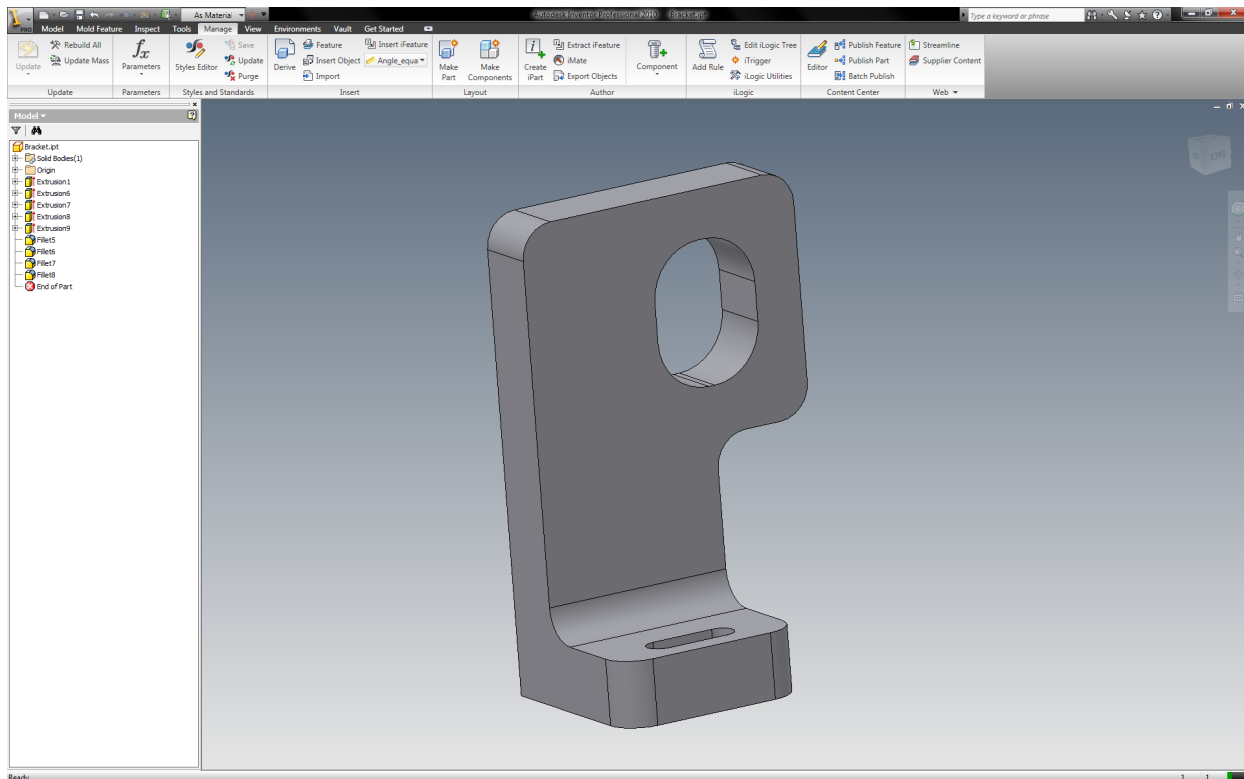 As Material
Autodesk Inventor Professional 2010 Bracket.ipt
Type a keyword or phrase
PRO Model Mold Feature Inspect Tools Manage View Environments Vault Get Started
Update
Rebuild All
Update Mass
Update
fx
Parameters
Parameters
Styles Editor
Save
Update
Purge
Styles and Standards
Derive
Feature
Insert Object
Import
Insert iFeature
Angle_equa
Insert
Make Part
Make Components
Layout
Create iPart
Extract iFeature
iMate
Export Objects
Component
Author
Add Rule
Edit iLogic Tree
iTrigger
iLogic Utilities
iLogic
Editor
Publish Feature
Publish Part
Batch Publish
Content Center
Streamline
Supplier Content
Web
Model
Bracket.ipt
Solid Bodies(1)
Origin
Extrusion1
Extrusion6
Extrusion7
Extrusion8
Extrusion9
Fillet5
Fillet6
Fillet7
Fillet8
End of Part
BACK
Ready
1 1